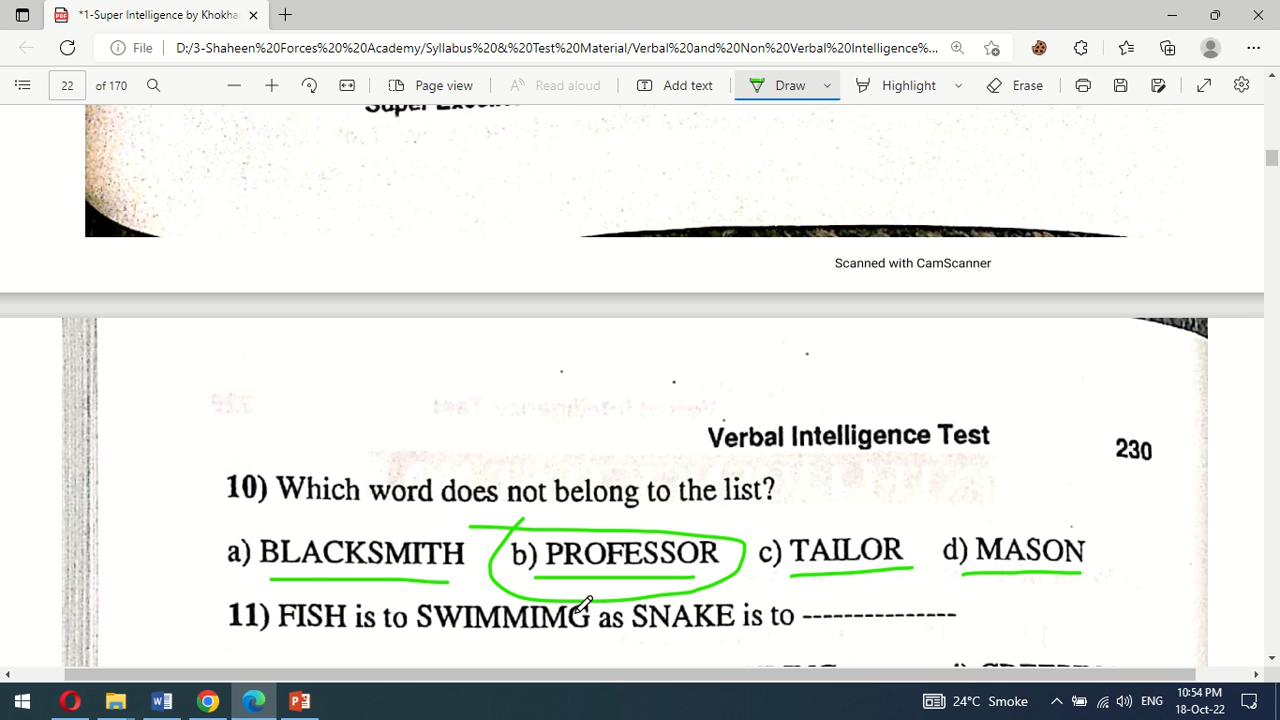 *1-Super Intelligence by Khokha
File
D:/3-Shaheen%20Forces%20Academy/Syllabus%20&%20Test%20Material/Verbal%20and%20Non%20Verbal%20Intelligence%...
22 of 170
Page view
Read aloud
Add text
Draw
Highlight
Erase
Scanned with CamScanner
Verbal Intelligence Test
230
10) Which word does not belong to the list?
a) BLACKSMITH b) PROFESSOR c) TAILOR d) MASON
11) FISH is to SWIMMIMG as SNAKE is to ---------------
24°C Smoke
ENG
10:54 PM
18-Oct-22